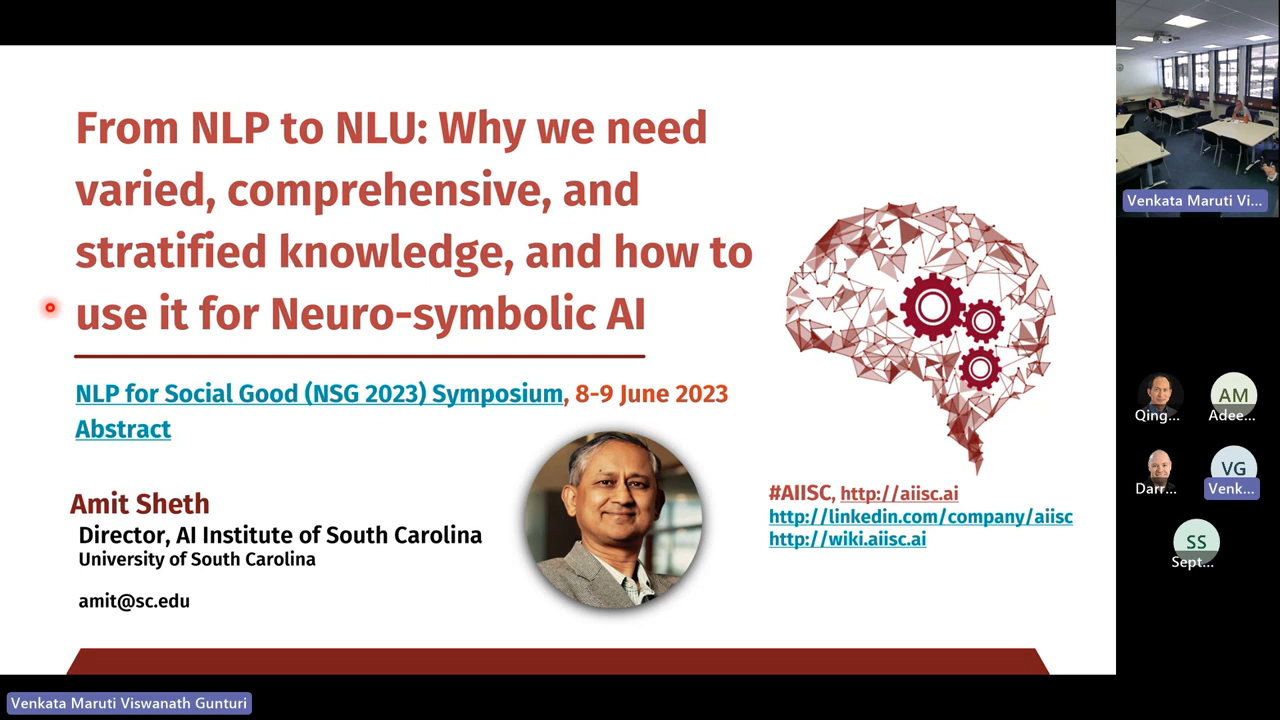 From NLP to NLU: Why we need
varied, comprehensive, and
stratified knowledge, and how to
use it for Neuro-symbolic AI
NLP for Social Good (NSG 2023) Symposium, 8-9 June 2023
Abstract
Amit Sheth
Director, AI Institute of South Carolina
University of South Carolina
amit@sc.edu
#AIISC, http://aiisc.ai
http://linkedin.com/company/aiisc
http://wiki.aiisc.ai
Venkata Maruti Vi...
Qing...
AM
Adee...
Darr...
VG
Venk...
SS
Sept...
Venkata Maruti Viswanath Gunturi